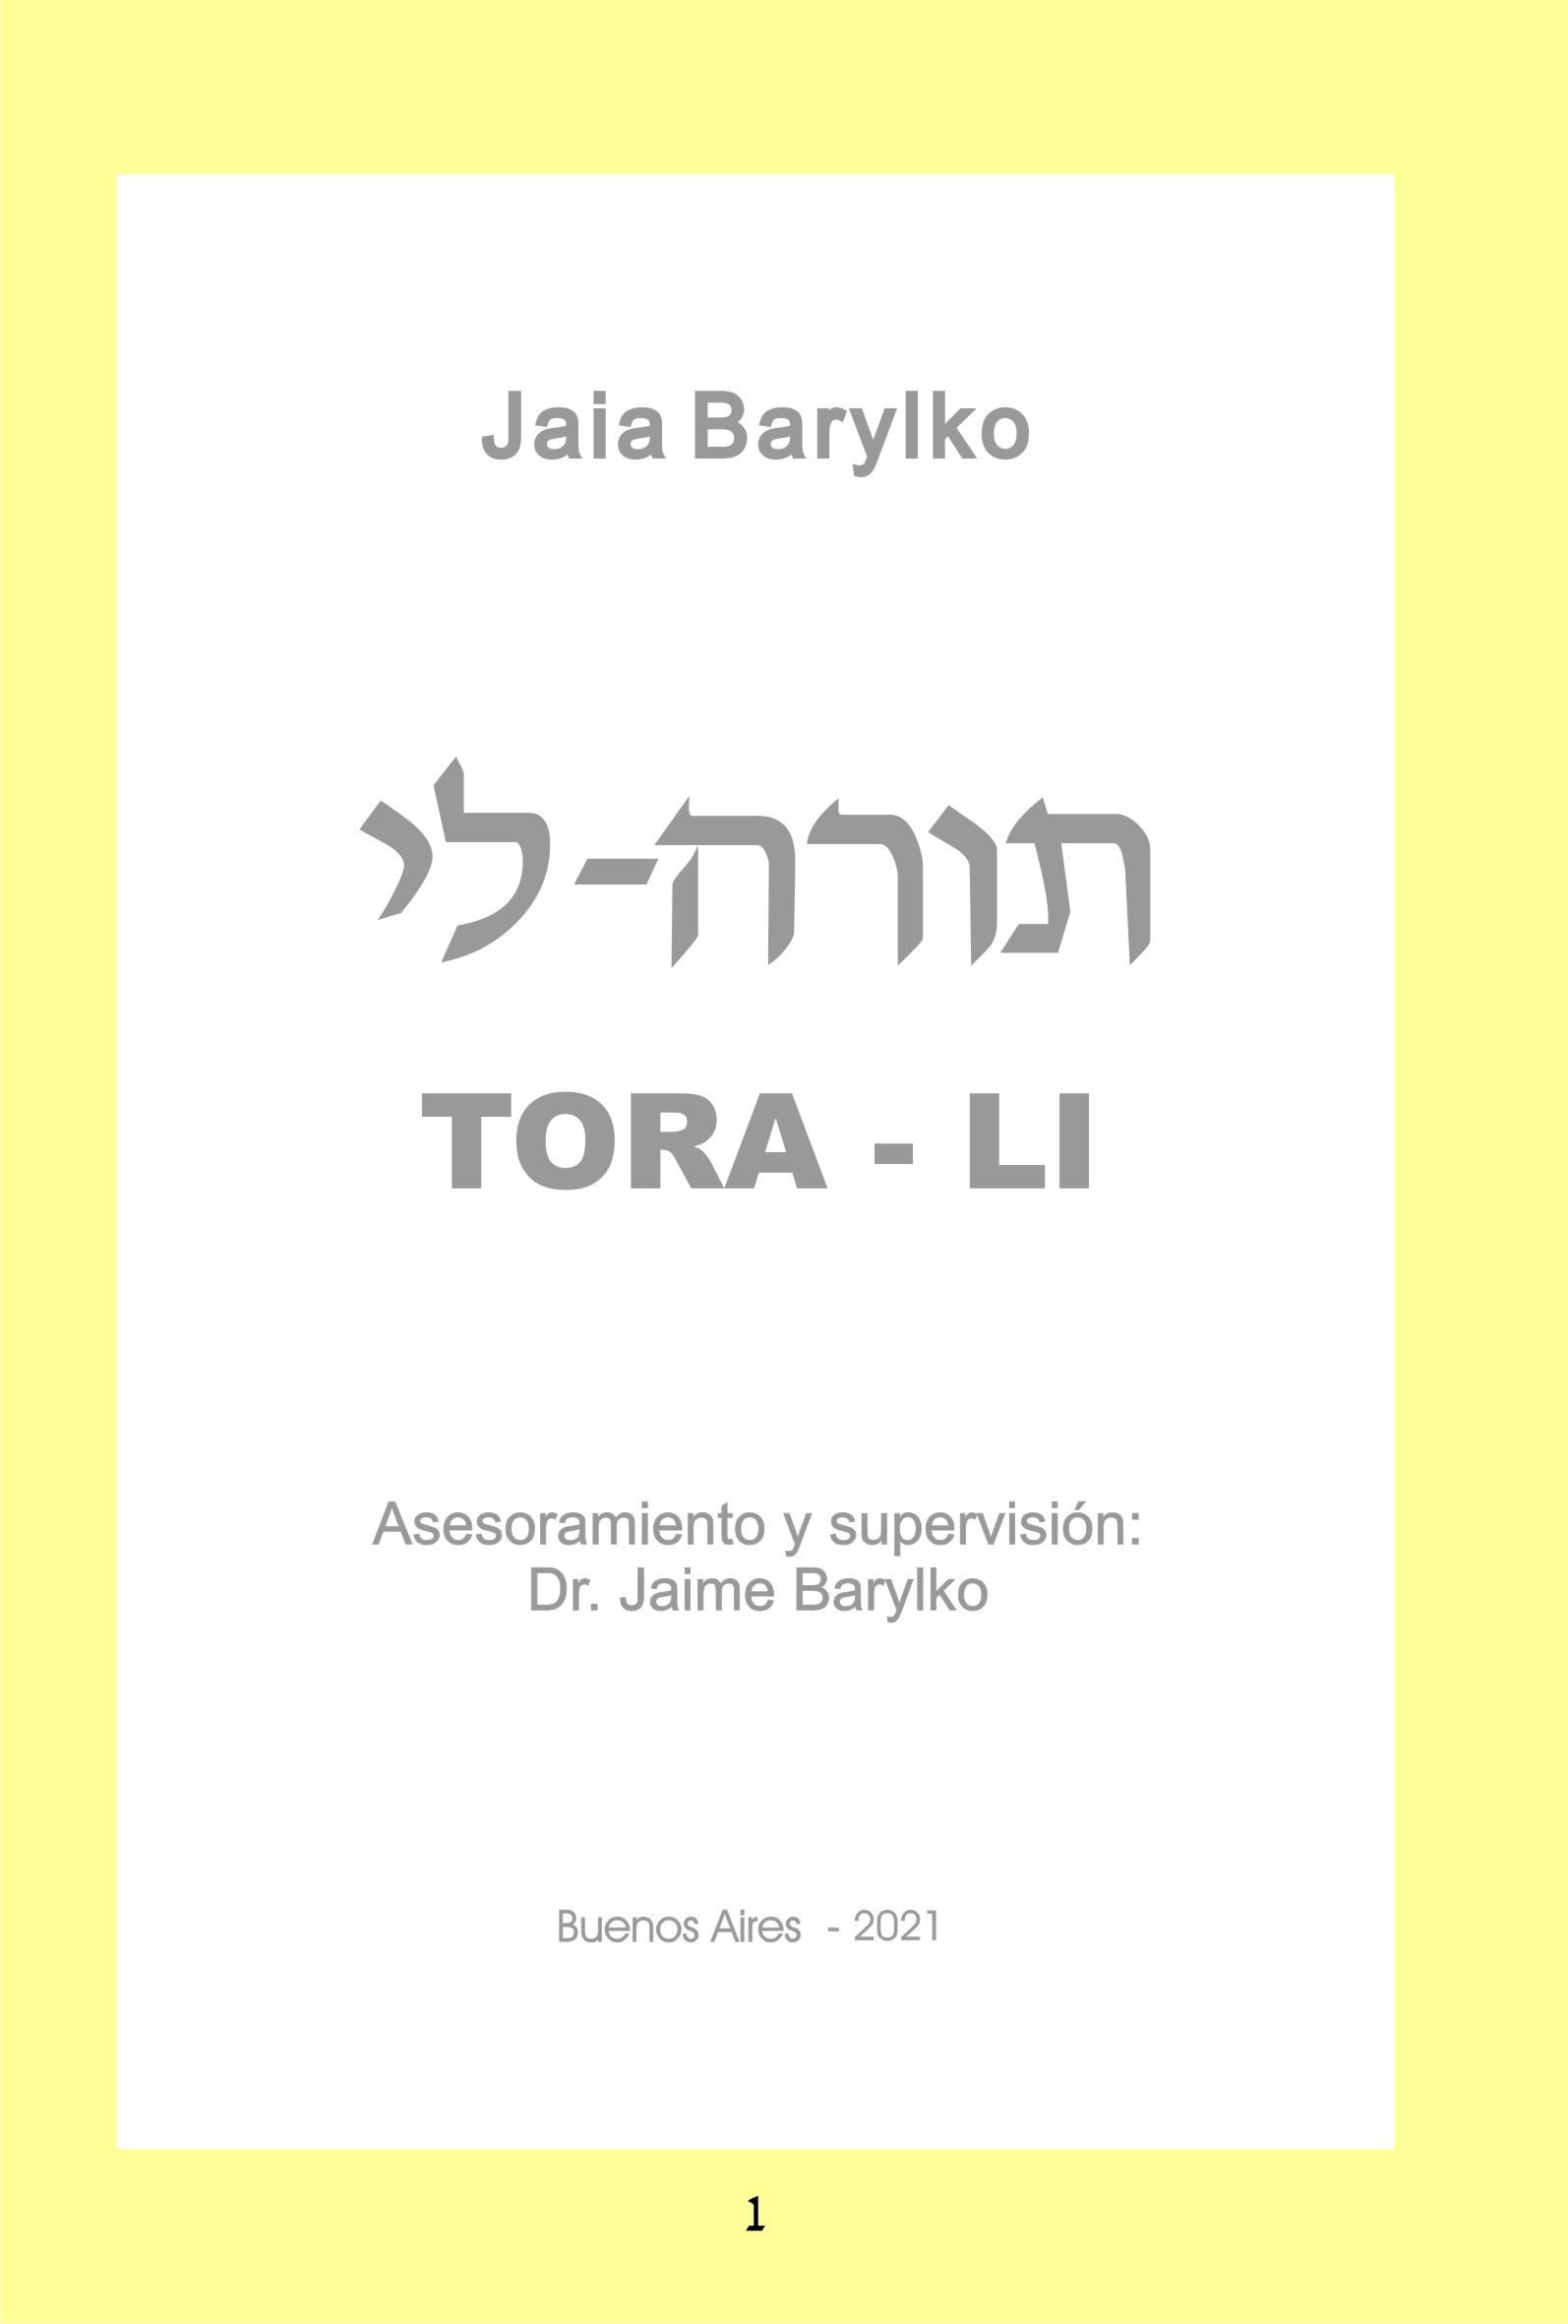 Jaia Barylko
תורה-לי
TORA - LI
Asesoramiento y supervisión:
Dr. Jaime Barylko
Buenos Aires - 2021
1